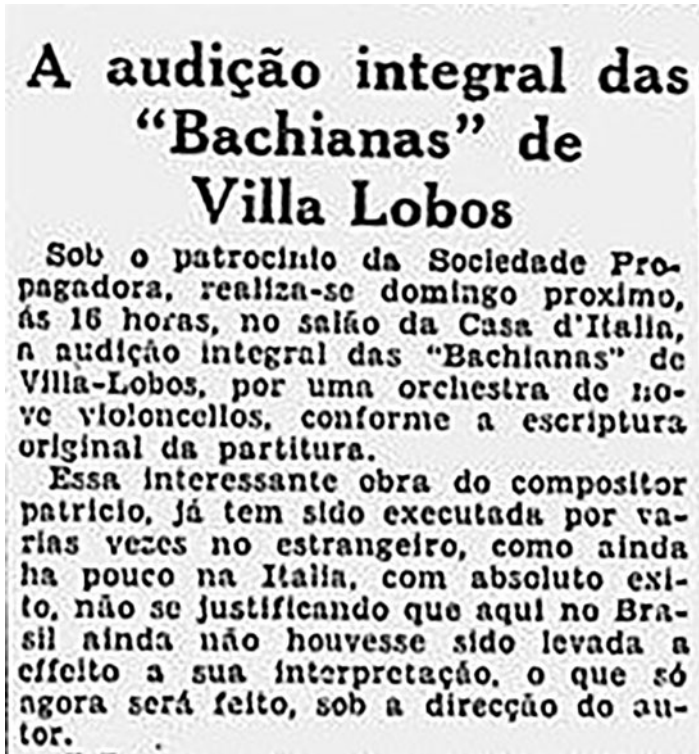 A audição integral das
“Bachianas” de
Villa Lobos
Sob o patrocinio da Sociedade Pro-
pagadora, realiza-se domingo proximo,
ás 16 horas, no salão da Casa d'Italia,
a audição integral das “Bachianas” de
Villa-Lobos, por uma orchestra de no-
ve violoncellos, conforme a escriptura
original da partitura.
Essa interessante obra do compositor
patricio, já tem sido executada por va-
rias vezes no estrangeiro, como ainda
ha pouco na Italia, com absoluto exi-
to, não se justificando que aqui no Bra-
sil ainda não houvesse sido levada a
effeito a sua interpretação, o que só
agora será feito, sob a direcção do au-
tor.